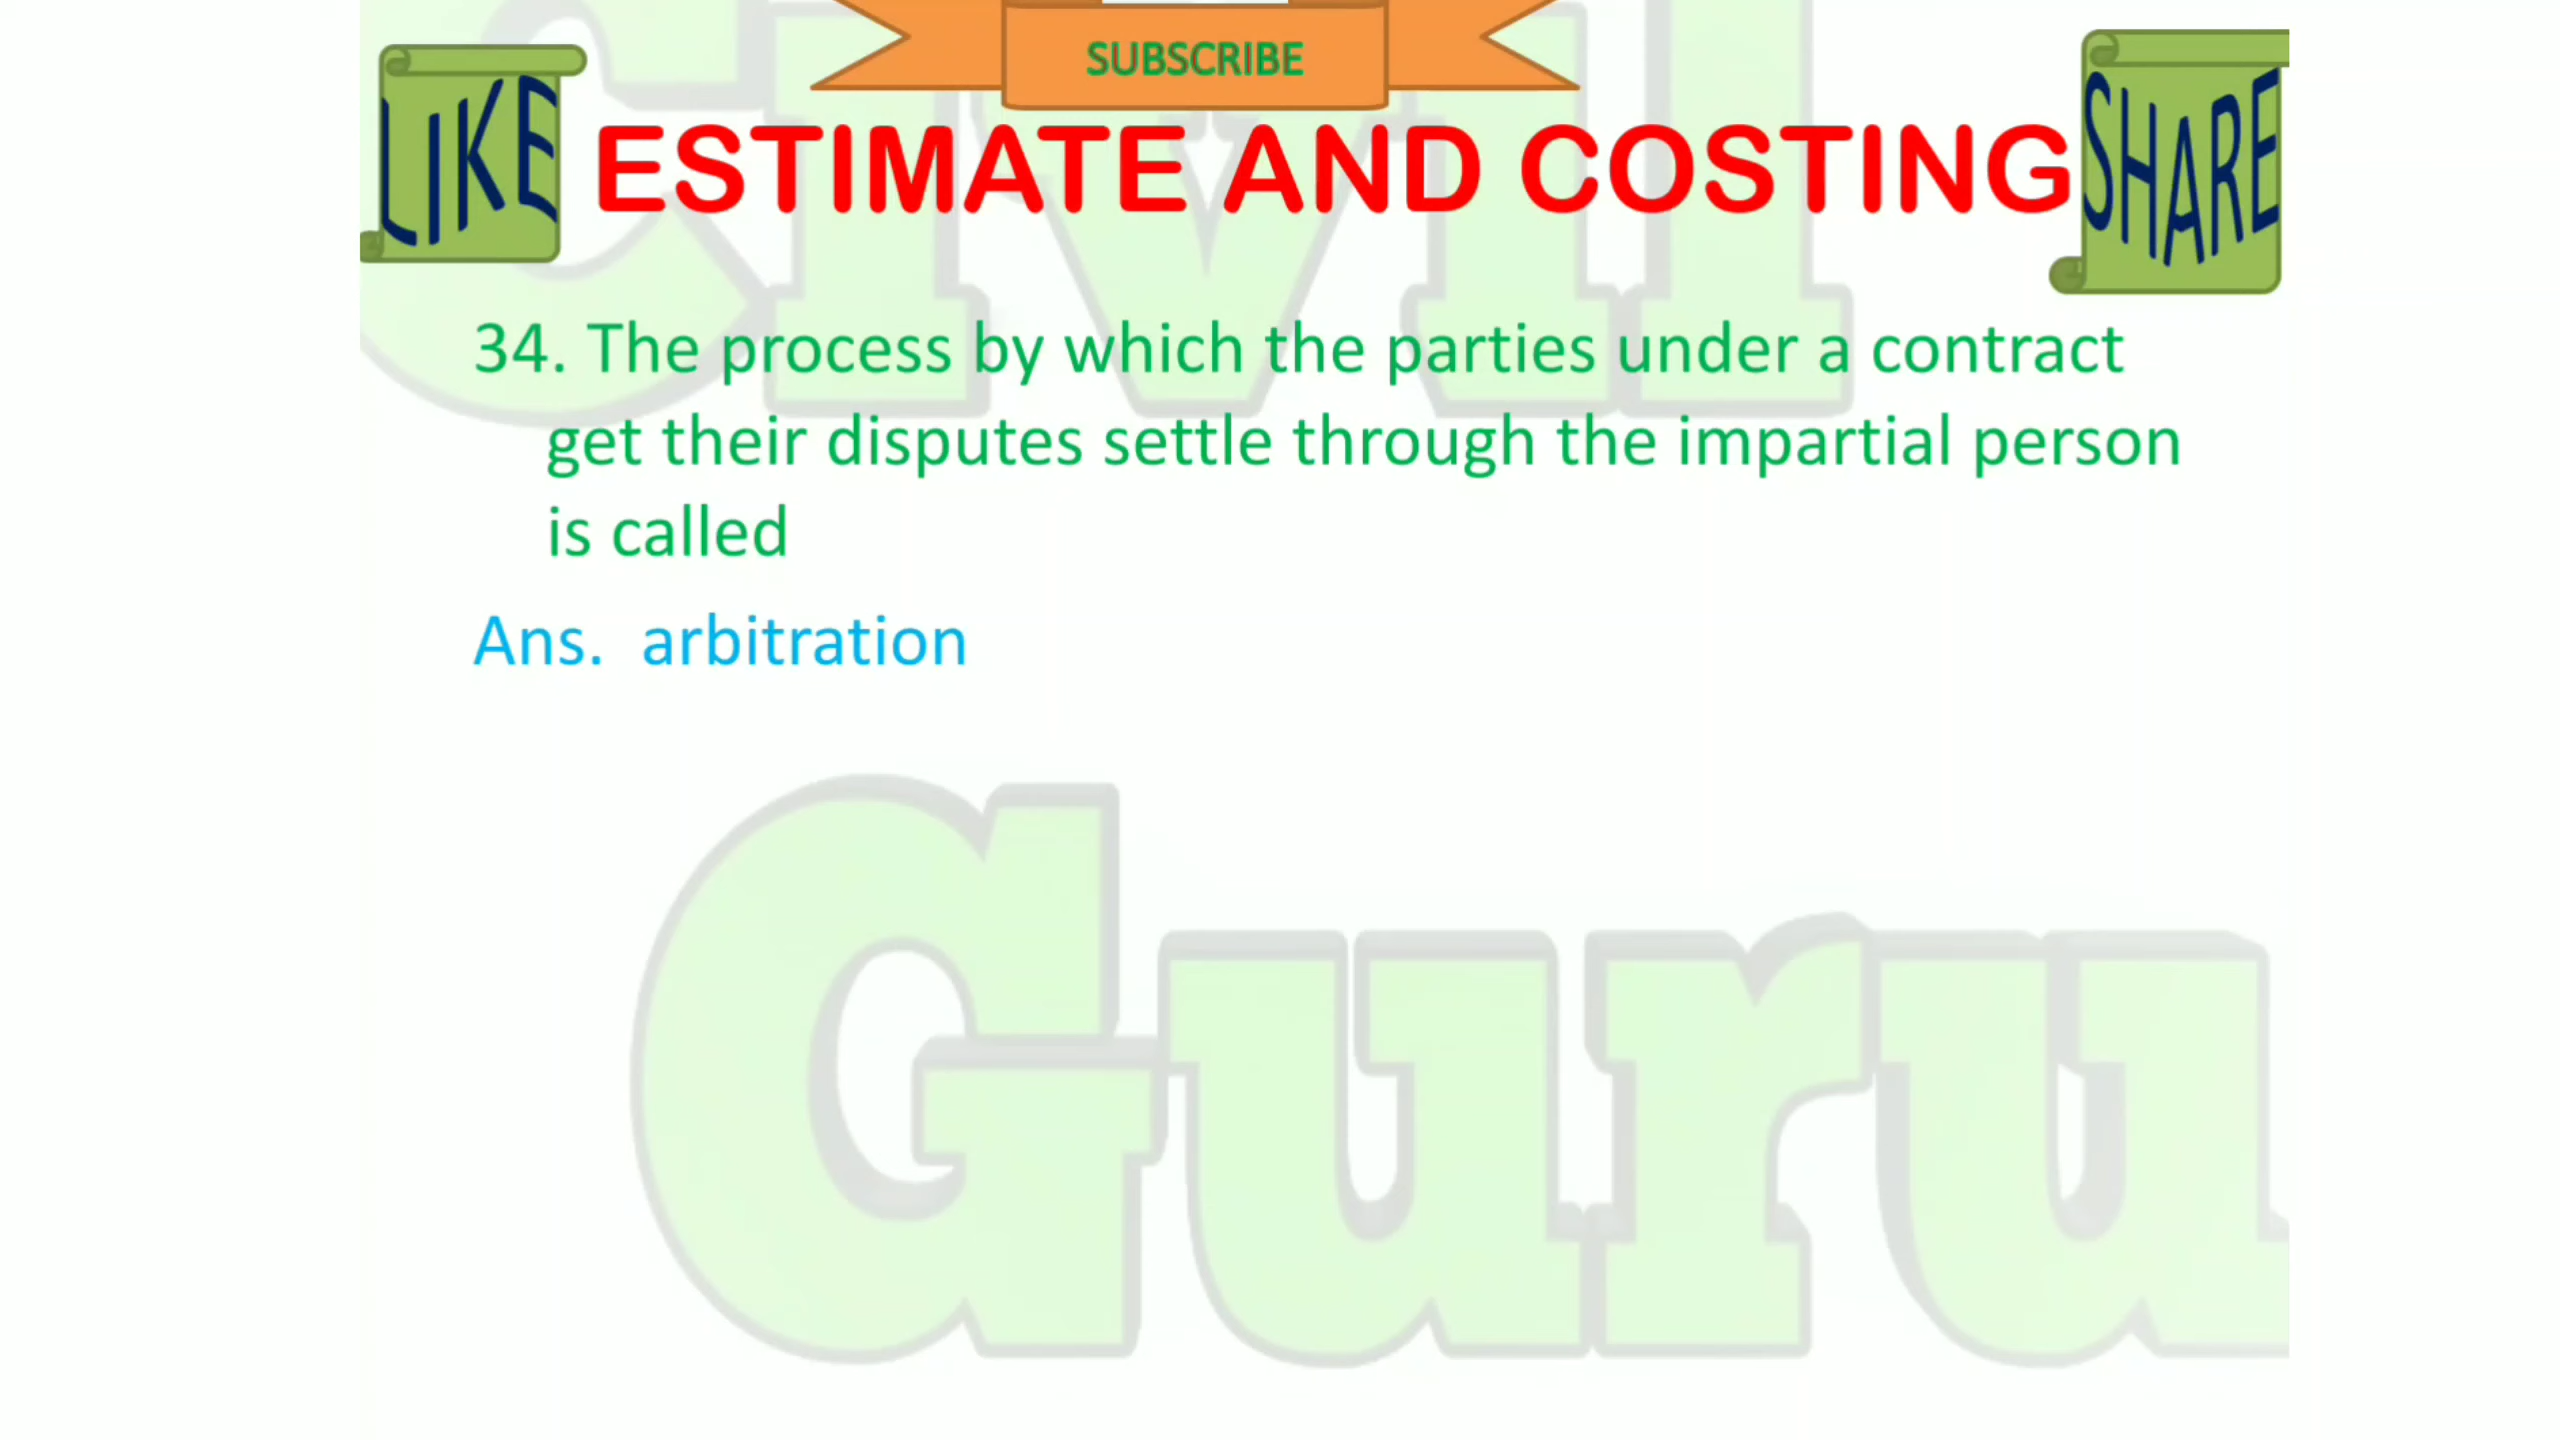 SUBSCRIBE
LIKE
ESTIMATE AND COSTING
SHARE
34. The process by which the parties under a contract
get their disputes settle through the impartial person
is called
Ans. arbitration
Civil
Guru